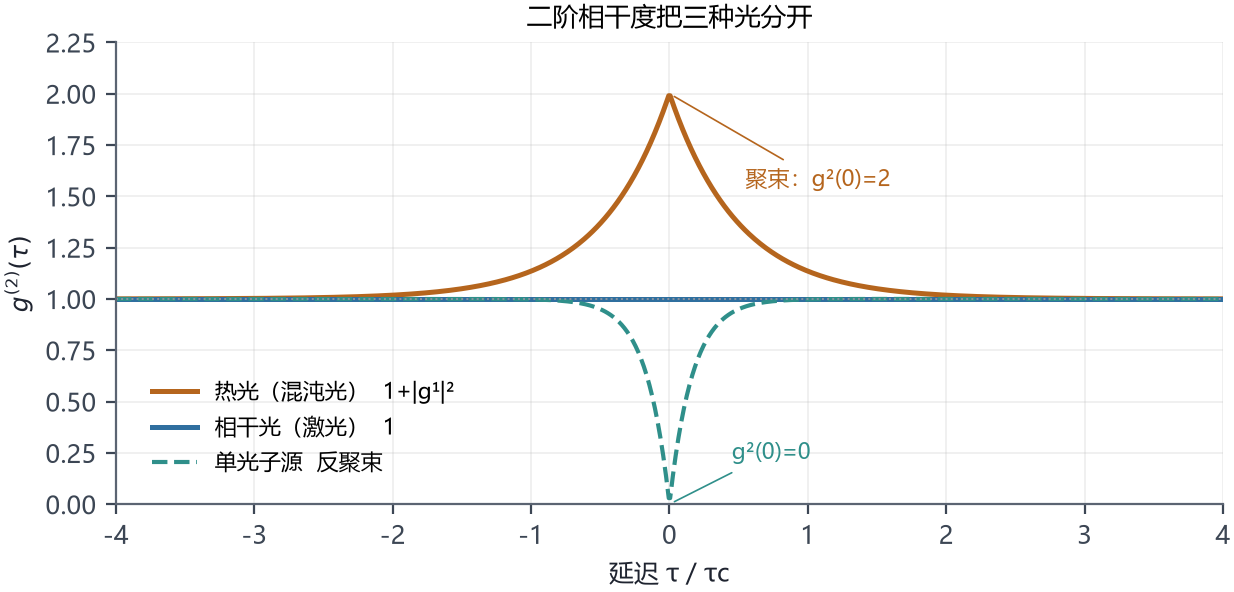 二阶相干度把三种光分开
2.25
2.00
1.75
1.50
1.25
1.00
0.75
0.50
0.25
0.00
g⁽²⁾(τ)
聚束：g²(0)=2
热光（混沌光） 1+|g¹|²
相干光（激光） 1
单光子源 反聚束
g²(0)=0
-4 -3 -2 -1 0 1 2 3 4
延迟 τ / τc